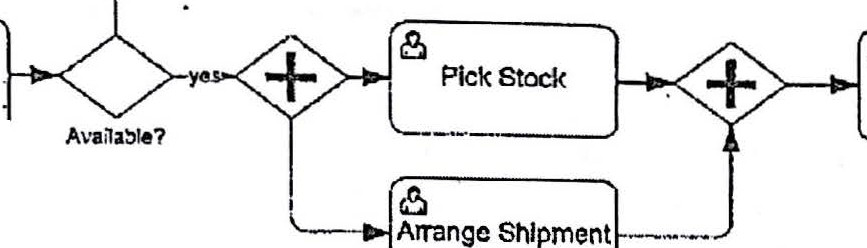 yes
Pick Stock
Available?
Arrange Shipment